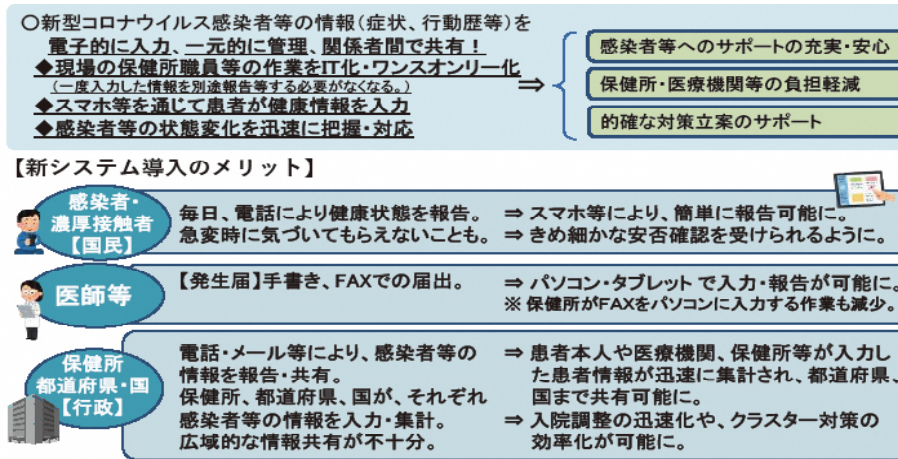 ○新型コロナウイルス感染者等の情報(症状、行動歴等)を
電子的に入力、一元的に管理、関係者間で共有！
◆現場の保健所職員等の作業をIT化・ワンスオンリー化
(一度入力した情報を別途報告等する必要がなくなる。)
◆スマホ等を通じて患者が健康情報を入力
◆感染者等の状態変化を迅速に把握・対応
⇒
感染者等へのサポートの充実・安心
保健所・医療機関等の負担軽減
的確な対策立案のサポート
【新システム導入のメリット】
感染者・
濃厚接触者
【国民】
毎日、電話により健康状態を報告。
急変時に気づいてもらえないことも。
⇒ スマホ等により、簡単に報告可能に。
⇒ きめ細かな安否確認を受けられるように。
医師等
【発生届】手書き、FAXでの届出。
⇒ パソコン・タブレットで入力・報告が可能に。
※ 保健所がFAXをパソコンに入力する作業も減少。
保健所
都道府県・国
【行政】
電話・メール等により、感染者等の
情報を報告・共有。
保健所、都道府県、国が、それぞれ
感染者等の情報を入力・集計。
広域的な情報共有が不十分。
⇒ 患者本人や医療機関、保健所等が入力し
た患者情報が迅速に集計され、都道府県、
国まで共有可能に。
⇒ 入院調整の迅速化や、クラスター対策の
効率化が可能に。